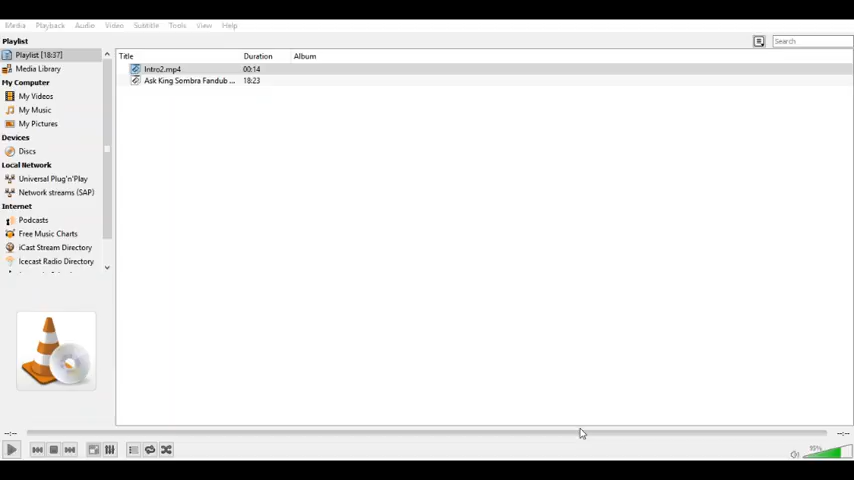 Media Playback Audio Video Subtitle Tools View Help
Playlist
Search
Playlist [18:37]
Title Duration Album
Media Library
Intro2.mp4 00:14
My Computer
Ask King Sombra Fandub ... 18:23
My Videos
My Music
My Pictures
Devices
Discs
Local Network
Universal Plug'n'Play
Network streams (SAP)
Internet
Podcasts
Free Music Charts
iCast Stream Directory
Icecast Radio Directory
--:-- --:--
95%